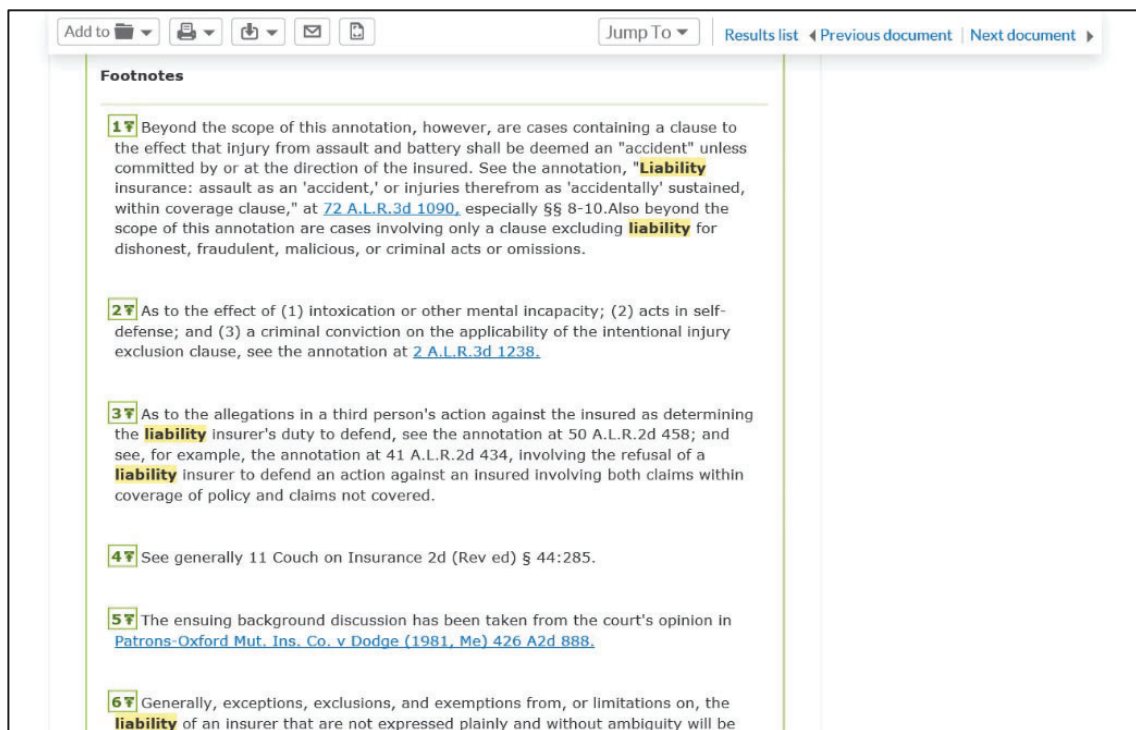 Add to
Jump To
Results list
Previous document
Next document
Footnotes
1 Beyond the scope of this annotation, however, are cases containing a clause to
the effect that injury from assault and battery shall be deemed an "accident" unless
committed by or at the direction of the insured. See the annotation, "Liability
insurance: assault as an 'accident,' or injuries therefrom as 'accidentally' sustained,
within coverage clause," at 72 A.L.R.3d 1090, especially §§ 8-10.Also beyond the
scope of this annotation are cases involving only a clause excluding liability for
dishonest, fraudulent, malicious, or criminal acts or omissions.
2 As to the effect of (1) intoxication or other mental incapacity; (2) acts in self-
defense; and (3) a criminal conviction on the applicability of the intentional injury
exclusion clause, see the annotation at 2 A.L.R.3d 1238.
3 As to the allegations in a third person's action against the insured as determining
the liability insurer's duty to defend, see the annotation at 50 A.L.R.2d 458; and
see, for example, the annotation at 41 A.L.R.2d 434, involving the refusal of a
liability insurer to defend an action against an insured involving both claims within
coverage of policy and claims not covered.
4 See generally 11 Couch on Insurance 2d (Rev ed) § 44:285.
5 The ensuing background discussion has been taken from the court's opinion in
Patrons-Oxford Mut. Ins. Co. v Dodge (1981, Me) 426 A2d 888.
6 Generally, exceptions, exclusions, and exemptions from, or limitations on, the
liability of an insurer that are not expressed plainly and without ambiguity will be